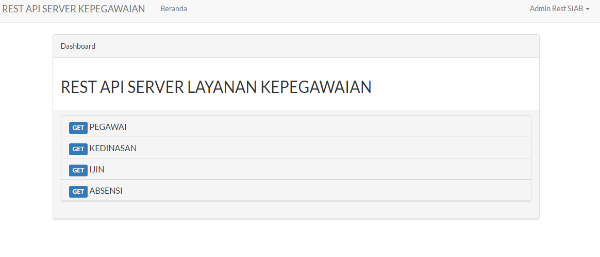 REST API SERVER KEPEGAWAIAN Beranda Admin Rest SIAB
Dashboard
REST API SERVER LAYANAN KEPEGAWAIAN
GET PEGAWAI
GET KEDINASAN
GET IJIN
GET ABSENSI